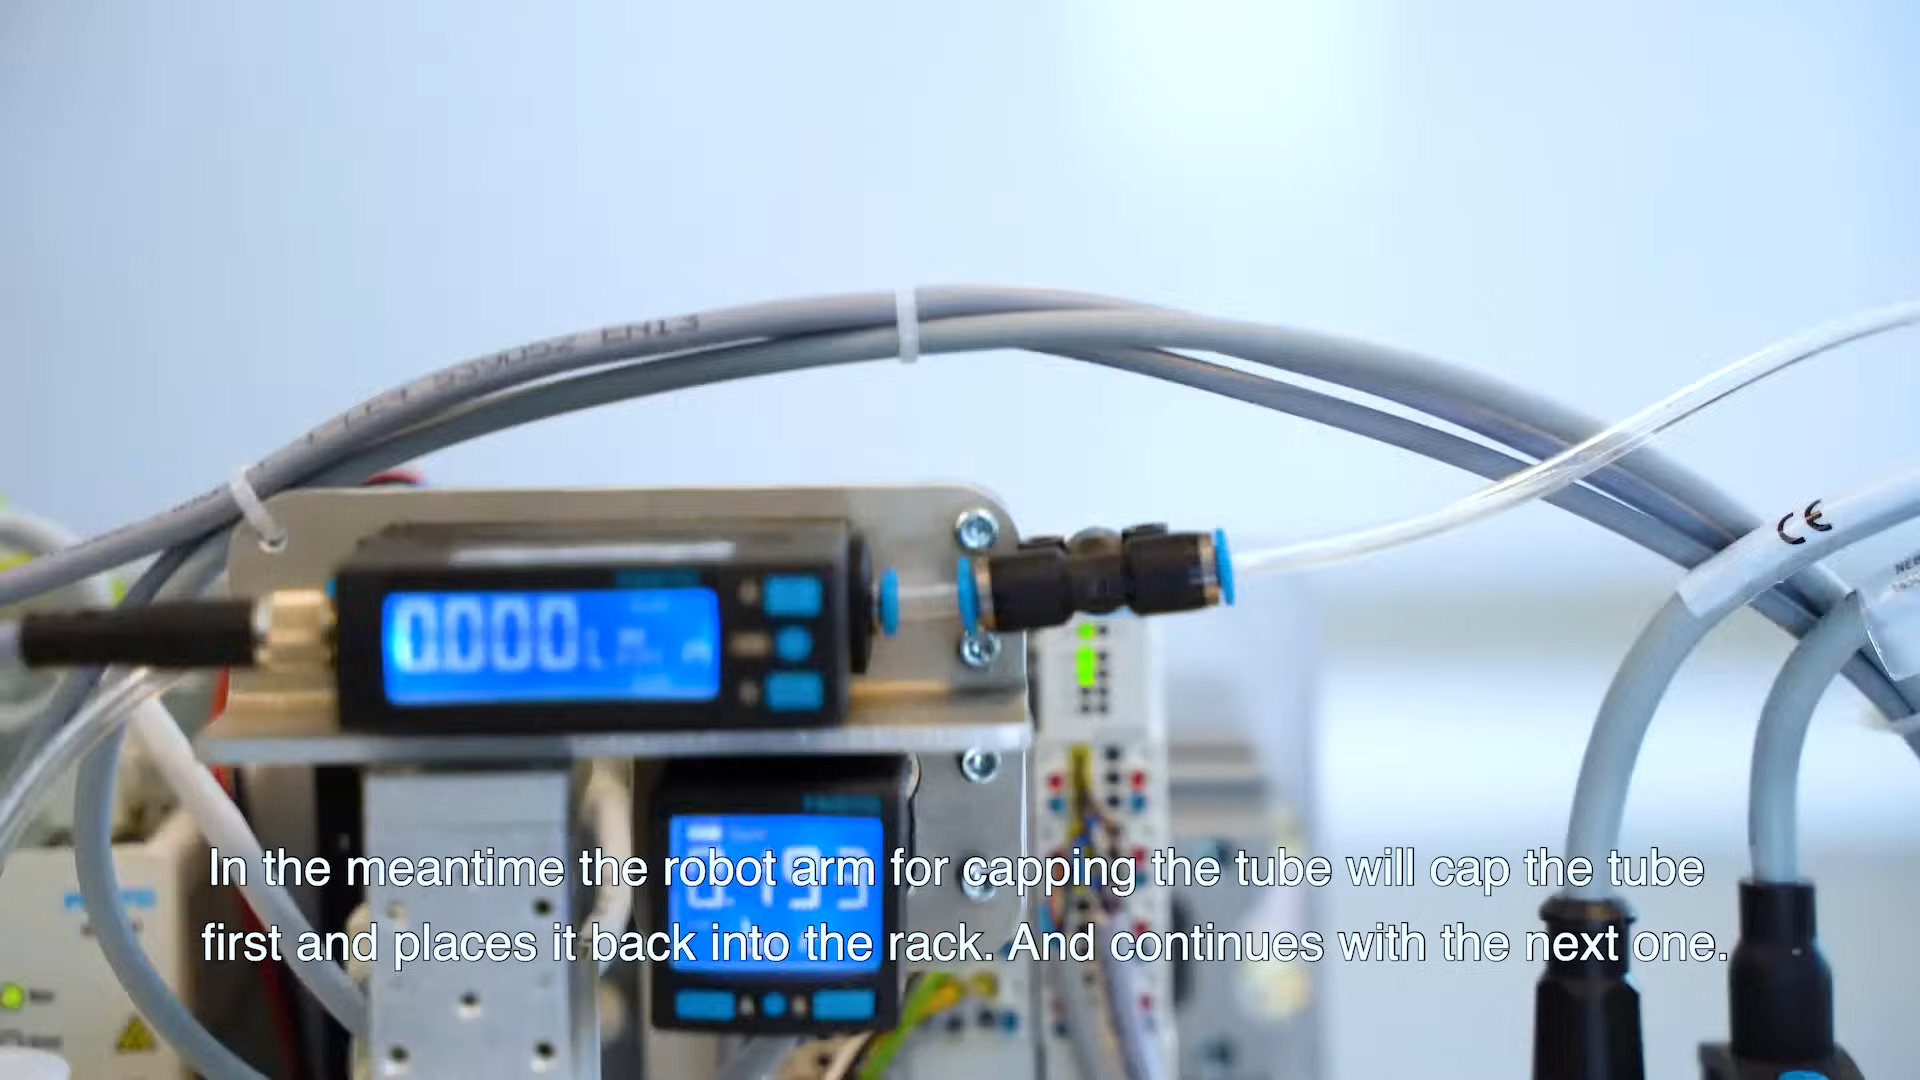 EN13
CE
0.000
In the meantime the robot arm for capping the tube will cap the tube
first and places it back into the rack. And continues with the next one.